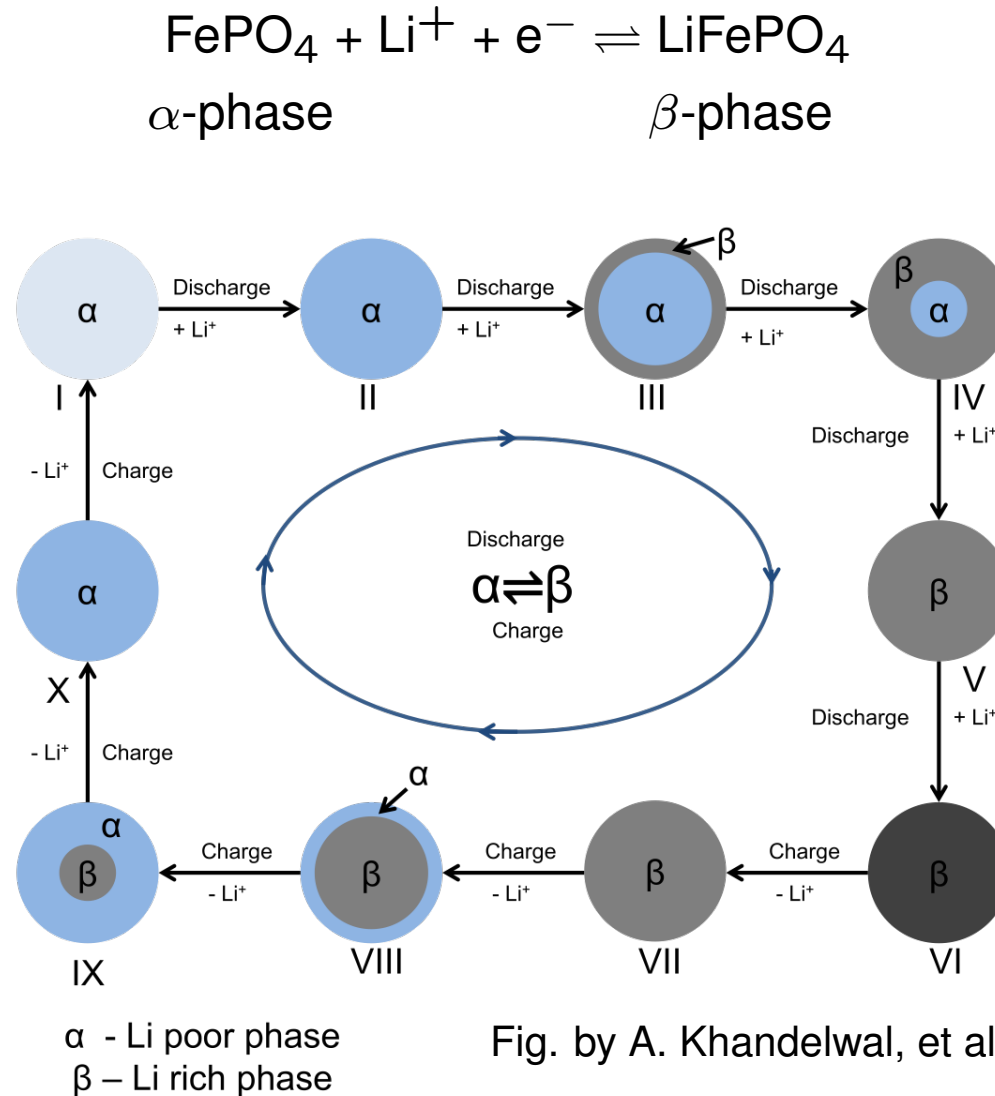 FePO₄ + Li⁺ + e⁻ ⇌ LiFePO₄
α-phase β-phase
β
β
α
Discharge
+ Li⁺
α
Discharge
+ Li⁺
α
Discharge
+ Li⁺
α
I
II
III
IV
Discharge
+ Li⁺
- Li⁺
Charge
Discharge
α⇌β
Charge
α
β
X
V
Discharge
+ Li⁺
- Li⁺
Charge
α
α
β
Charge
- Li⁺
β
Charge
- Li⁺
β
Charge
- Li⁺
β
IX
VIII
VII
VI
α - Li poor phase
β – Li rich phase
Fig. by A. Khandelwal, et al